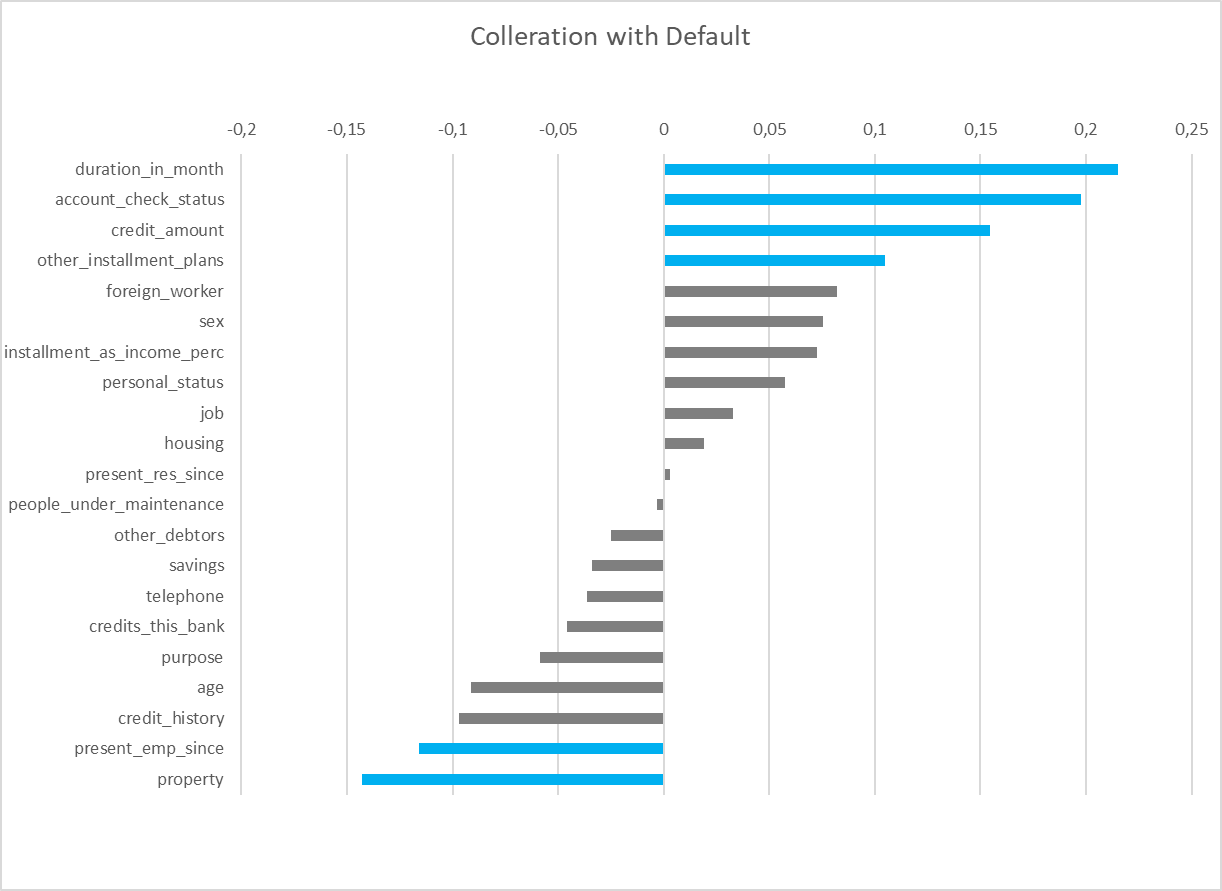 Colleration with Default
-0,2 -0,15 -0,1 -0,05 0 0,05 0,1 0,15 0,2 0,25
duration_in_month
account_check_status
credit_amount
other_installment_plans
foreign_worker
sex
installment_as_income_perc
personal_status
job
housing
present_res_since
people_under_maintenance
other_debtors
savings
telephone
credits_this_bank
purpose
age
credit_history
present_emp_since
property